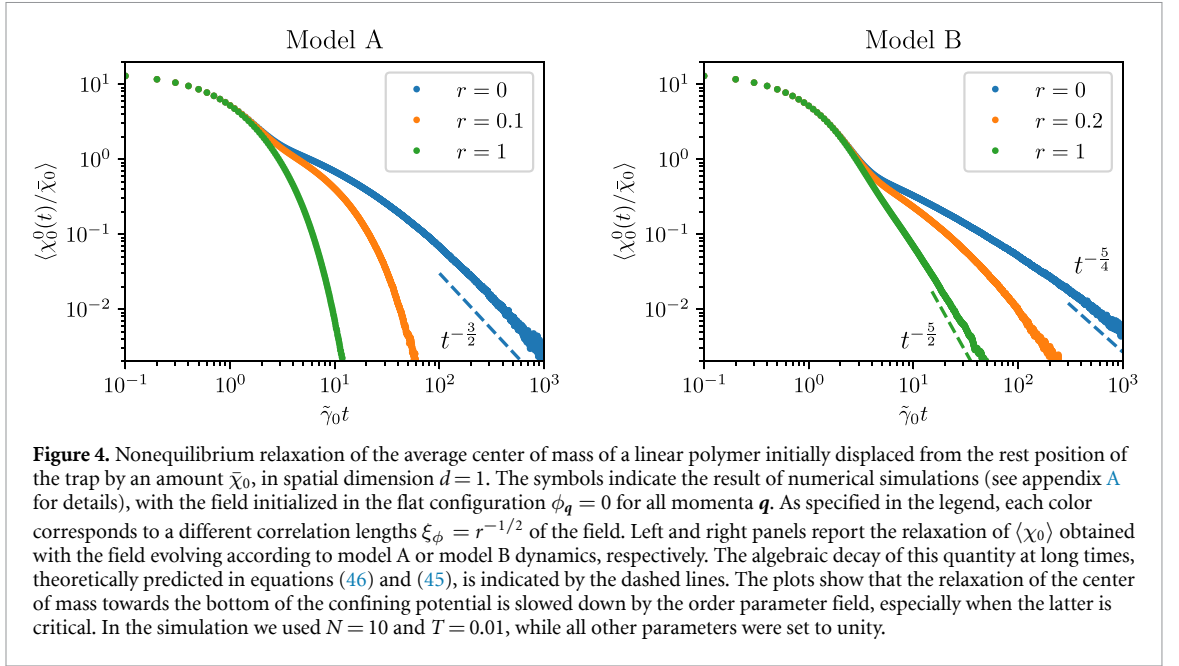 Model A
10^1
10^0
10^{-1}
10^{-2}
⟨χ_0^0(t)/χ̄_0⟩
r = 0
r = 0.1
r = 1
t^{-3/2}
10^{-1} 10^0 10^1 10^2 10^3
γ̃_0t
Model B
10^1
10^0
10^{-1}
10^{-2}
⟨χ_0^0(t)/χ̄_0⟩
r = 0
r = 0.2
r = 1
t^{-5/4}
t^{-5/2}
10^{-1} 10^0 10^1 10^2 10^3
γ̃_0t
Figure 4. Nonequilibrium relaxation of the average center of mass of a linear polymer initially displaced from the rest position of
the trap by an amount χ̄_0, in spatial dimension d = 1. The symbols indicate the result of numerical simulations (see appendix A
for details), with the field initialized in the flat configuration ϕ_q = 0 for all momenta q. As specified in the legend, each color
corresponds to a different correlation lengths ξ_ϕ = r^{-1/2} of the field. Left and right panels report the relaxation of ⟨χ_0⟩ obtained
with the field evolving according to model A or model B dynamics, respectively. The algebraic decay of this quantity at long times,
theoretically predicted in equations (46) and (45), is indicated by the dashed lines. The plots show that the relaxation of the center
of mass towards the bottom of the confining potential is slowed down by the order parameter field, especially when the latter is
critical. In the simulation we used N = 10 and T = 0.01, while all other parameters were set to unity.